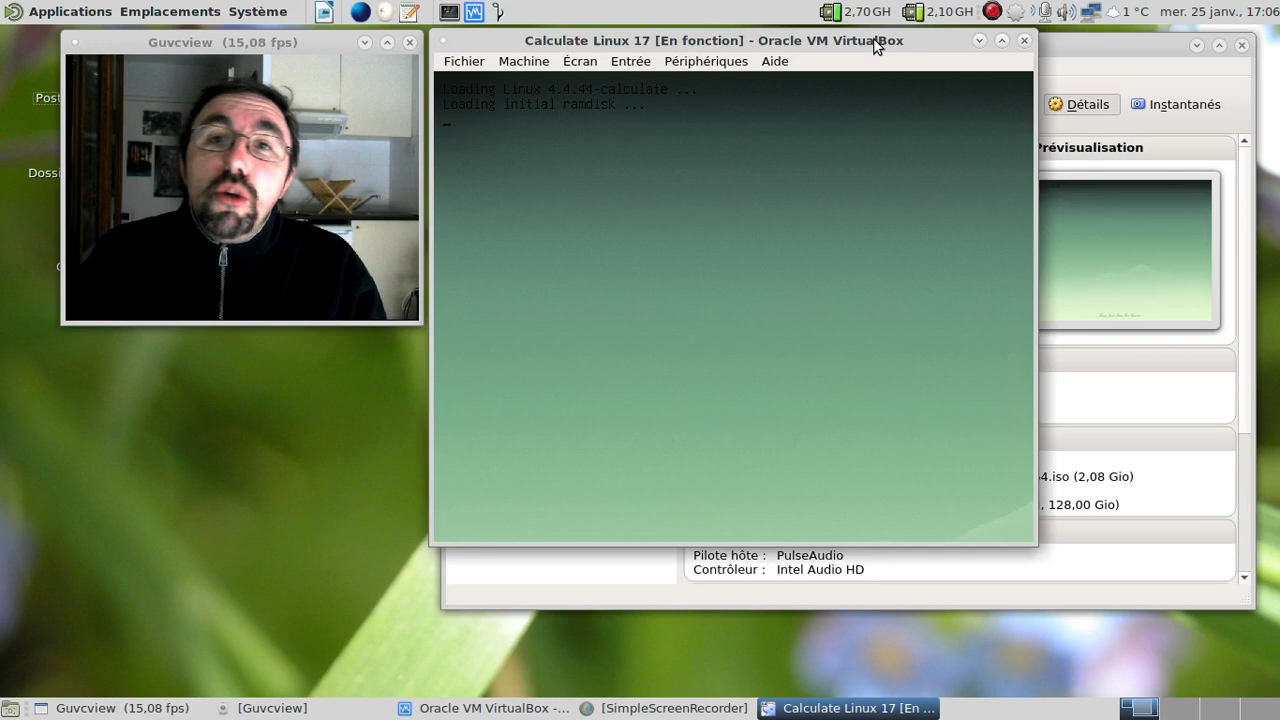 Applications Emplacements Système
2,70 GH
2,10 GH
1 °C
mer. 25 janv., 17:06
Guvcview (15,08 fps)
Calculate Linux 17 [En fonction] - Oracle VM VirtualBox
Fichier Machine Écran Entrée Périphériques Aide
Loading Linux 4.4.44-calculate ...
Loading initial ramdisk ...
Post
Dossi
Détails
Instantanés
Prévisualisation
4.iso (2,08 Gio)
, 128,00 Gio)
Pilote hôte : PulseAudio
Contrôleur : Intel Audio HD
Guvcview (15,08 fps)
[Guvcview]
Oracle VM VirtualBox -...
[SimpleScreenRecorder]
Calculate Linux 17 [En ...